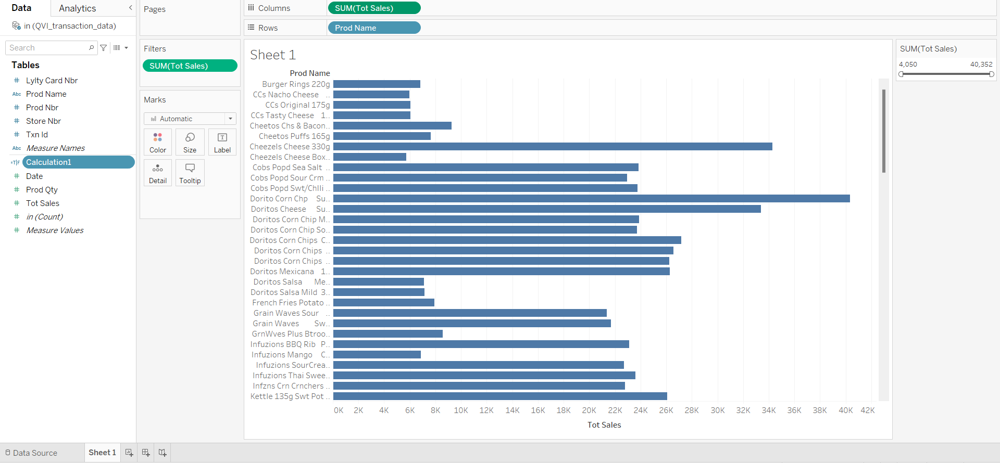 Data
Analytics
in (QVI_transaction_data)
Search
Tables
Lylty Card Nbr
Abc Prod Name
Prod Nbr
Store Nbr
Txn Id
Abc Measure Names
=T|F Calculation1
Date
Prod Qty
Tot Sales
in (Count)
Measure Values
Pages
Filters
SUM(Tot Sales)
Marks
Automatic
Color
Size
Label
Detail
Tooltip
Columns
SUM(Tot Sales)
Rows
Prod Name
Sheet 1
Prod Name
Burger Rings 220g
CCs Nacho Cheese ..
CCs Original 175g
CCs Tasty Cheese 1..
Cheetos Chs & Bacon..
Cheetos Puffs 165g
Cheezels Cheese 330g
Cheezels Cheese Box..
Cobs Popd Sea Salt ..
Cobs Popd Sour Crm ..
Cobs Popd Swt/Chlli ..
Dorito Corn Chp Su..
Doritos Cheese Su..
Doritos Corn Chip M..
Doritos Corn Chip So..
Doritos Corn Chips C..
Doritos Corn Chips ..
Doritos Corn Chips ..
Doritos Mexicana 1..
Doritos Salsa Me..
Doritos Salsa Mild 3..
French Fries Potato ..
Grain Waves Sour ..
Grain Waves Sw..
GrnWves Plus Btroo..
Infuzions BBQ Rib P..
Infuzions Mango C..
Infuzions SourCrea..
Infuzions Thai Swee..
Infzns Crn Crnchers ..
Kettle 135g Swt Pot ..
0K 2K 4K 6K 8K 10K 12K 14K 16K 18K 20K 22K 24K 26K 28K 30K 32K 34K 36K 38K 40K 42K
Tot Sales
SUM(Tot Sales)
4,050 40,352
Data Source
Sheet 1